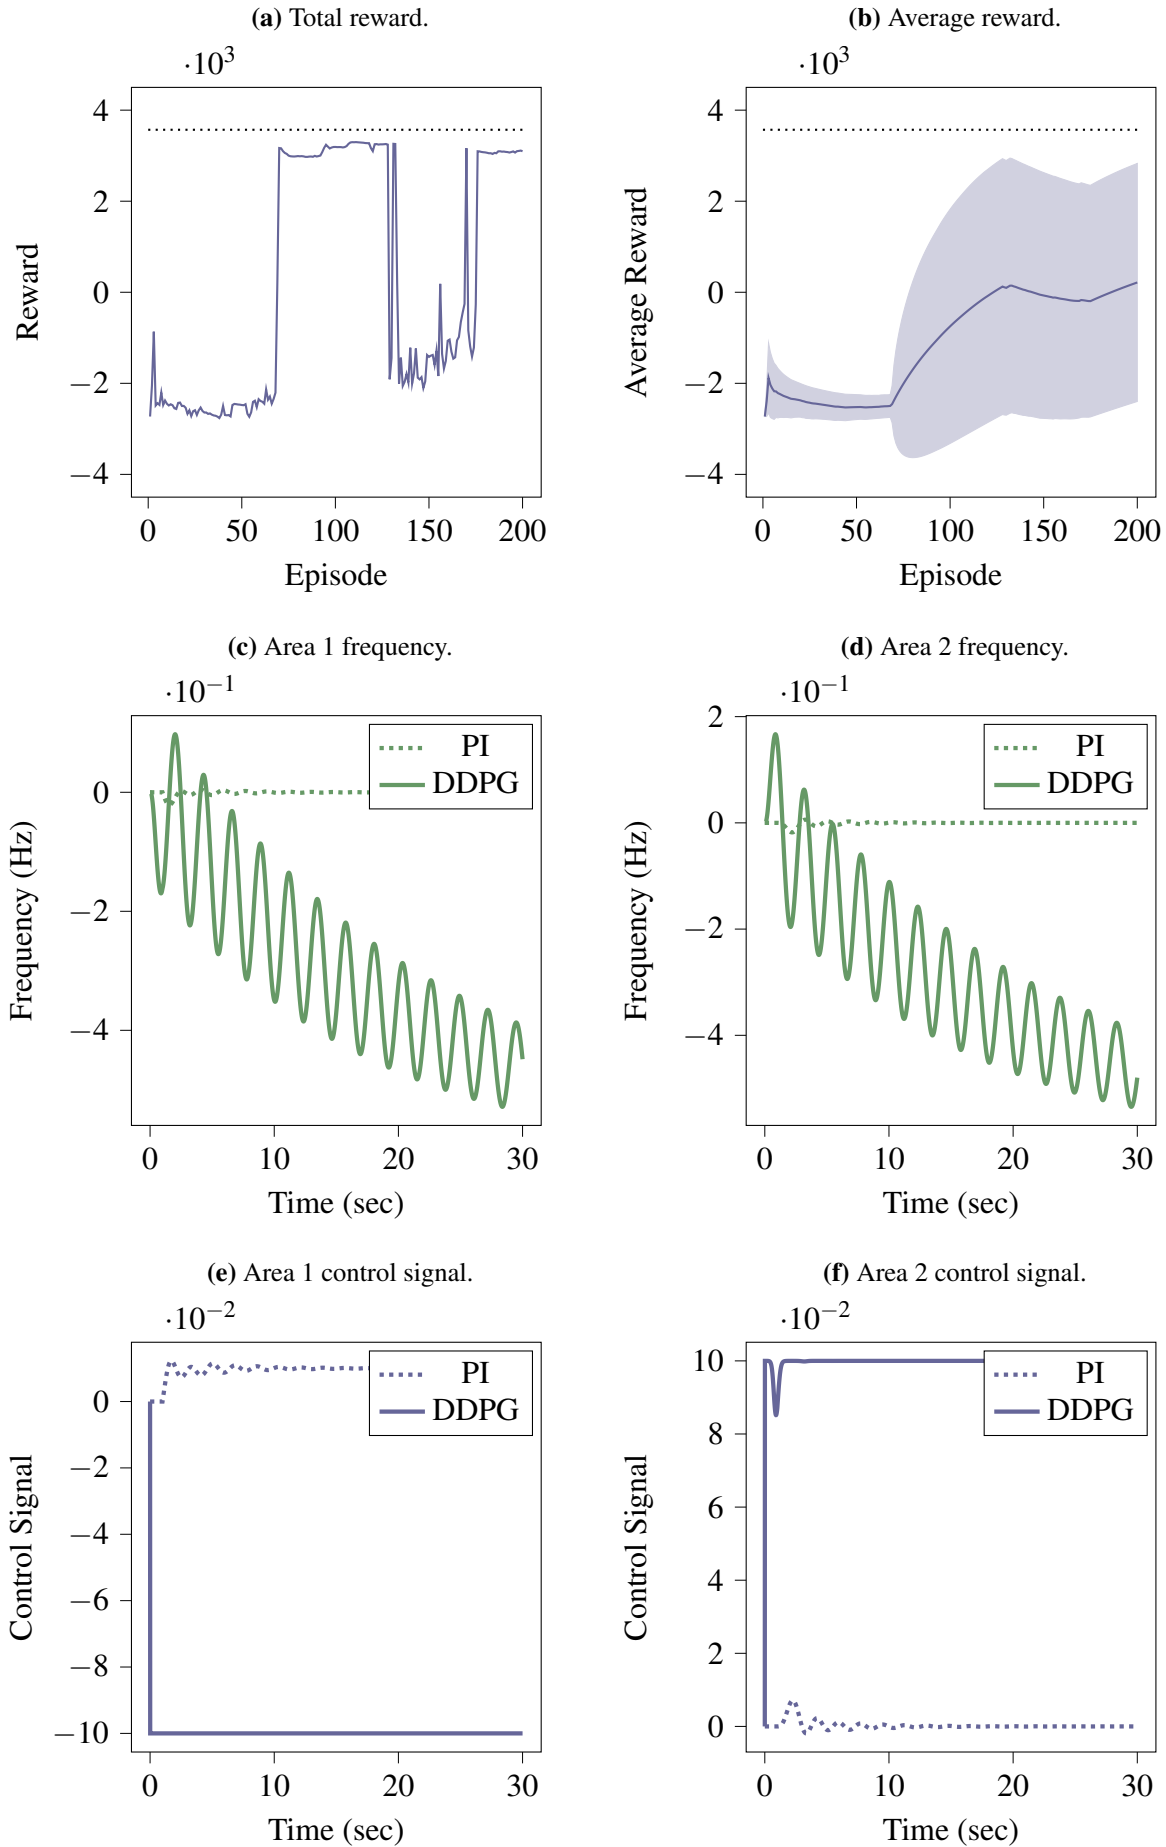 (a) Total reward.
·10³
4
2
0
−2
−4
0 50 100 150 200
Reward
Episode
(b) Average reward.
·10³
4
2
0
−2
−4
0 50 100 150 200
Average Reward
Episode
(c) Area 1 frequency.
·10⁻¹
0
−2
−4
0 10 20 30
Frequency (Hz)
Time (sec)
PI
DDPG
(d) Area 2 frequency.
·10⁻¹
2
0
−2
−4
0 10 20 30
Frequency (Hz)
Time (sec)
PI
DDPG
(e) Area 1 control signal.
·10⁻²
0
−2
−4
−6
−8
−10
0 10 20 30
Control Signal
Time (sec)
PI
DDPG
(f) Area 2 control signal.
·10⁻²
10
8
6
4
2
0
0 10 20 30
Control Signal
Time (sec)
PI
DDPG